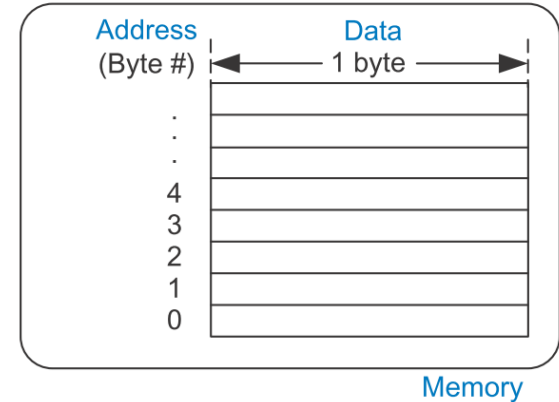 Address Data
(Byte #) 1 byte
.
.
.
4
3
2
1
0
Memory